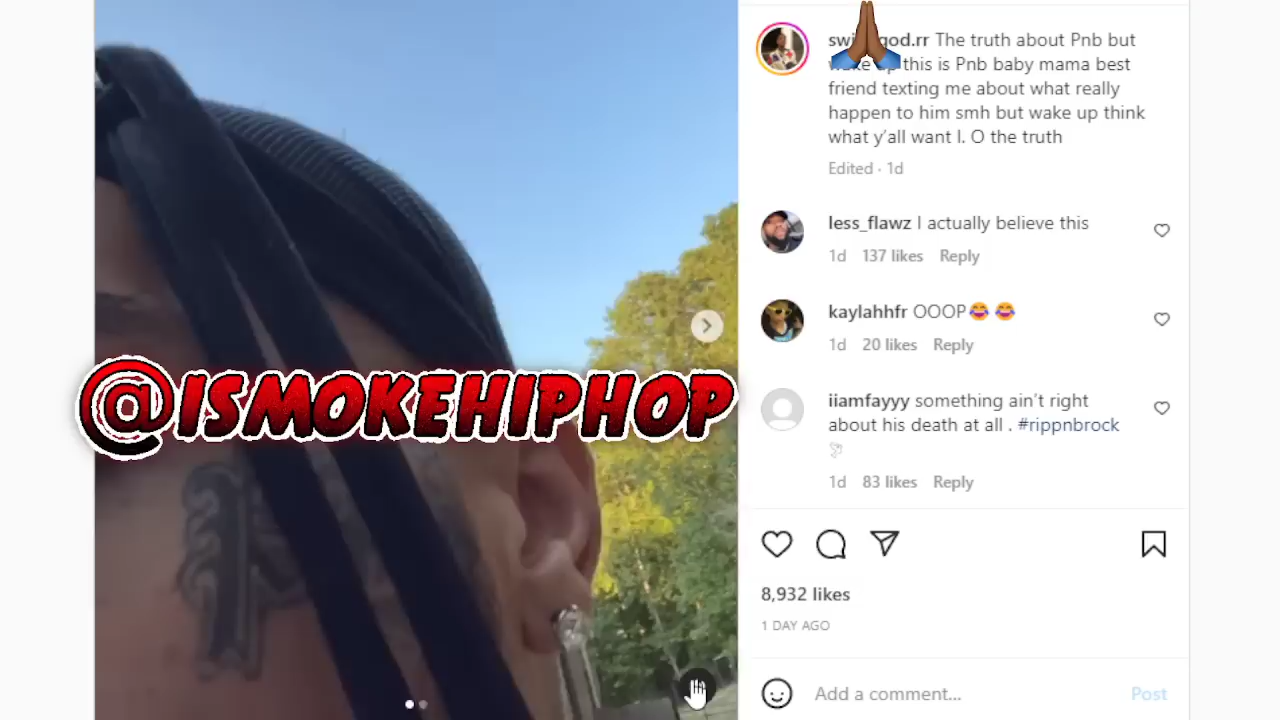 @ISMOKEHIPHOP
god.rr The truth about Pnb but
this is Pnb baby mama best
friend texting me about what really
happen to him smh but wake up think
what y'all want I. O the truth
Edited · 1d
less_flawz I actually believe this
1d 137 likes Reply
kaylahhfr OOOP😂 😂
1d 20 likes Reply
iiamfayyy something ain't right
about his death at all . #rippnbrock
🕊
1d 83 likes Reply
8,932 likes
1 DAY AGO
Add a comment... Post